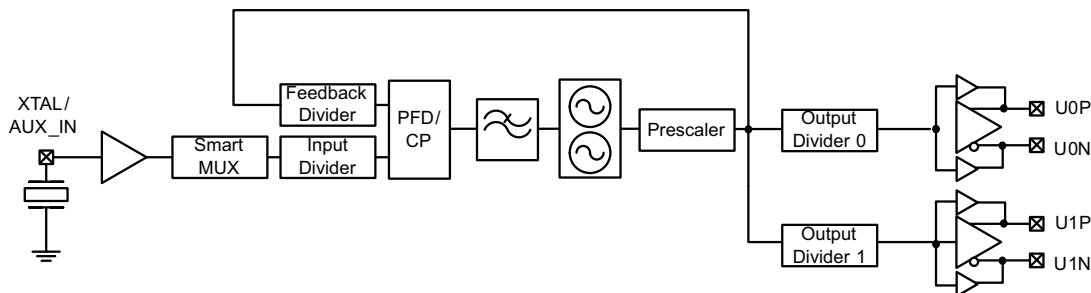 XTAL/
AUX_IN
Smart
MUX
Feedback
Divider
Input
Divider
PFD/
CP
Prescaler
Output
Divider 0
Output
Divider 1
U0P
U0N
U1P
U1N